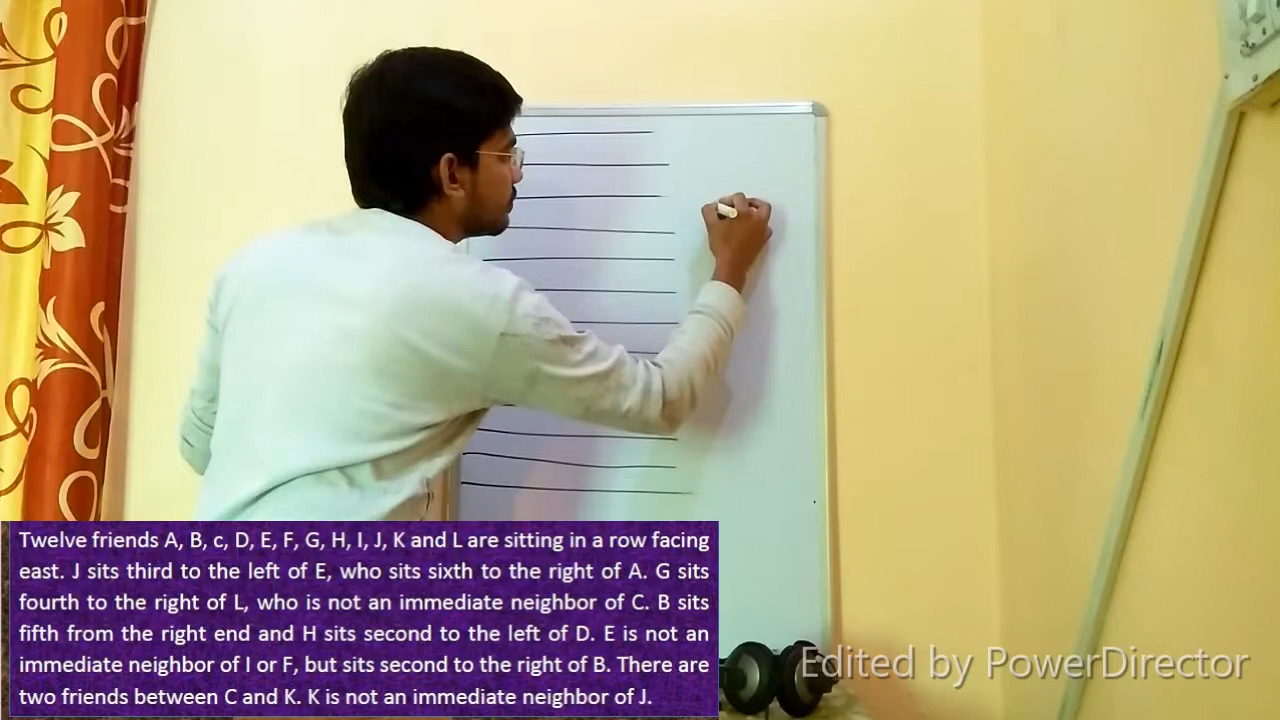 Twelve friends A, B, c, D, E, F, G, H, I, J, K and L are sitting in a row facing
east. J sits third to the left of E, who sits sixth to the right of A. G sits
fourth to the right of L, who is not an immediate neighbor of C. B sits
fifth from the right end and H sits second to the left of D. E is not an
immediate neighbor of I or F, but sits second to the right of B. There are
two friends between C and K. K is not an immediate neighbor of J.
Edited by PowerDirector